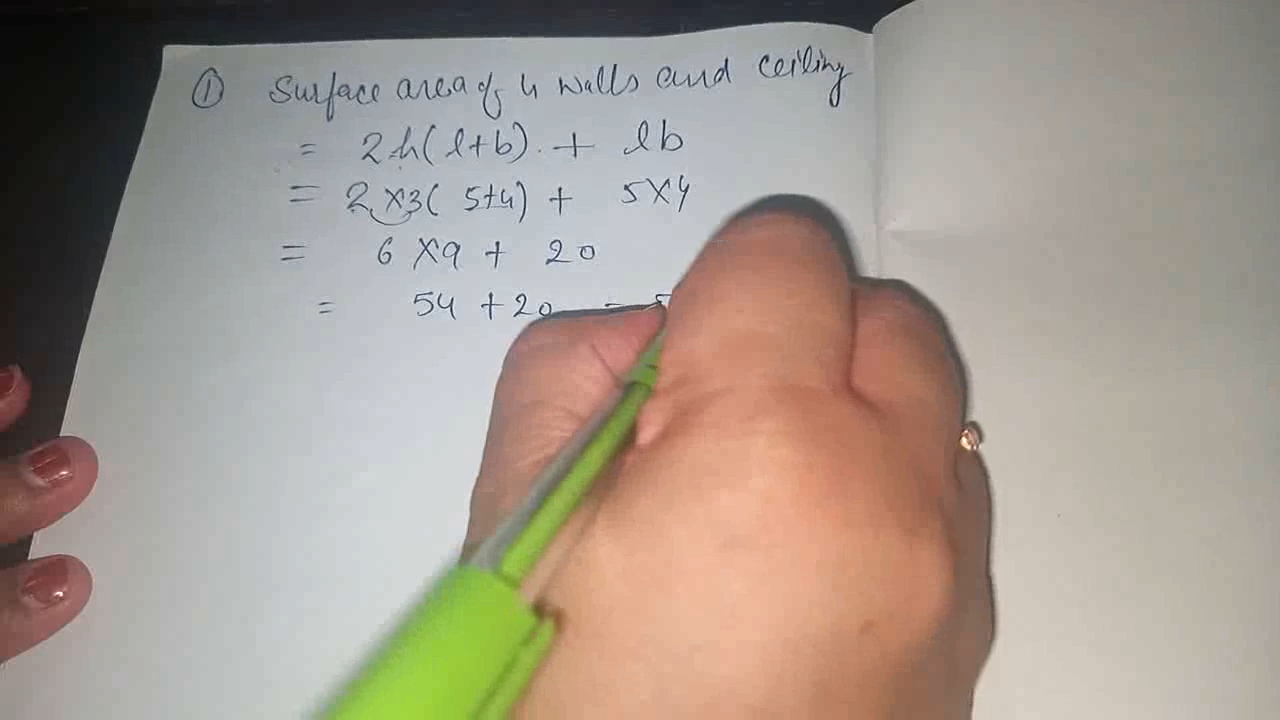 ① Surface area of 4 walls and ceiling
= 2h(l+b) + lb
= 2×3(5+4) + 5×4
= 6×9 + 20
= 54 +20 =